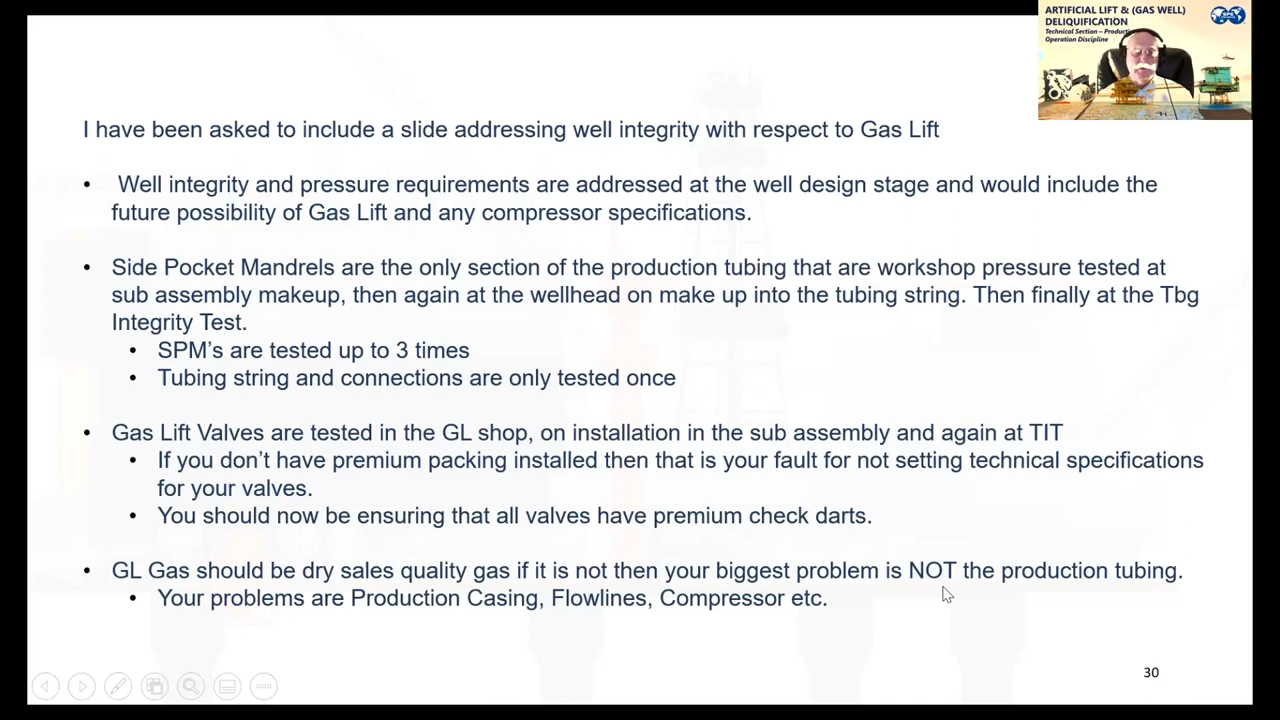 ARTIFICIAL LIFT & (GAS WELL)
DELIQUIFICATION
Technical Section – Producti
Operation Discipline
I have been asked to include a slide addressing well integrity with respect to Gas Lift
• Well integrity and pressure requirements are addressed at the well design stage and would include the
future possibility of Gas Lift and any compressor specifications.
• Side Pocket Mandrels are the only section of the production tubing that are workshop pressure tested at
sub assembly makeup, then again at the wellhead on make up into the tubing string. Then finally at the Tbg
Integrity Test.
• SPM's are tested up to 3 times
• Tubing string and connections are only tested once
• Gas Lift Valves are tested in the GL shop, on installation in the sub assembly and again at TIT
• If you don't have premium packing installed then that is your fault for not setting technical specifications
for your valves.
• You should now be ensuring that all valves have premium check darts.
• GL Gas should be dry sales quality gas if it is not then your biggest problem is NOT the production tubing.
• Your problems are Production Casing, Flowlines, Compressor etc.
30